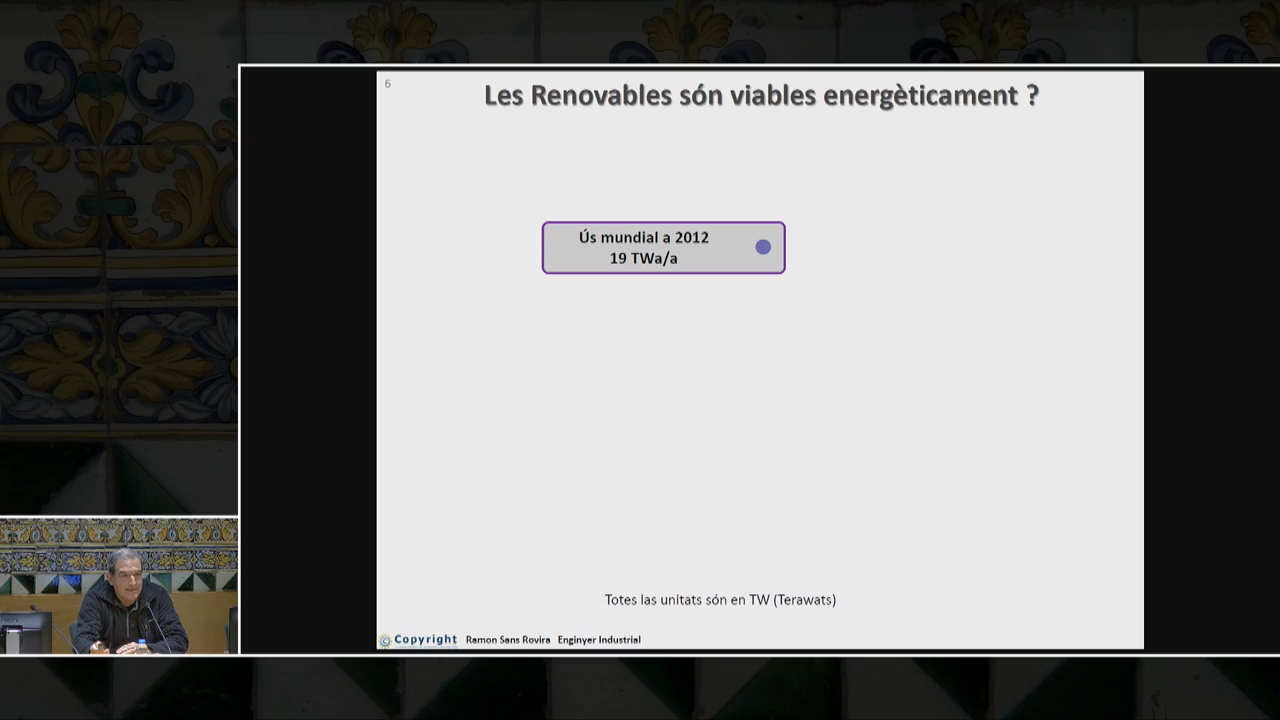 6
Les Renovables són viables energèticament ?
Ús mundial a 2012
19 TWa/a
Totes las unitats són en TW (Terawats)
Copyright Ramon Sans Rovira Enginyer Industrial